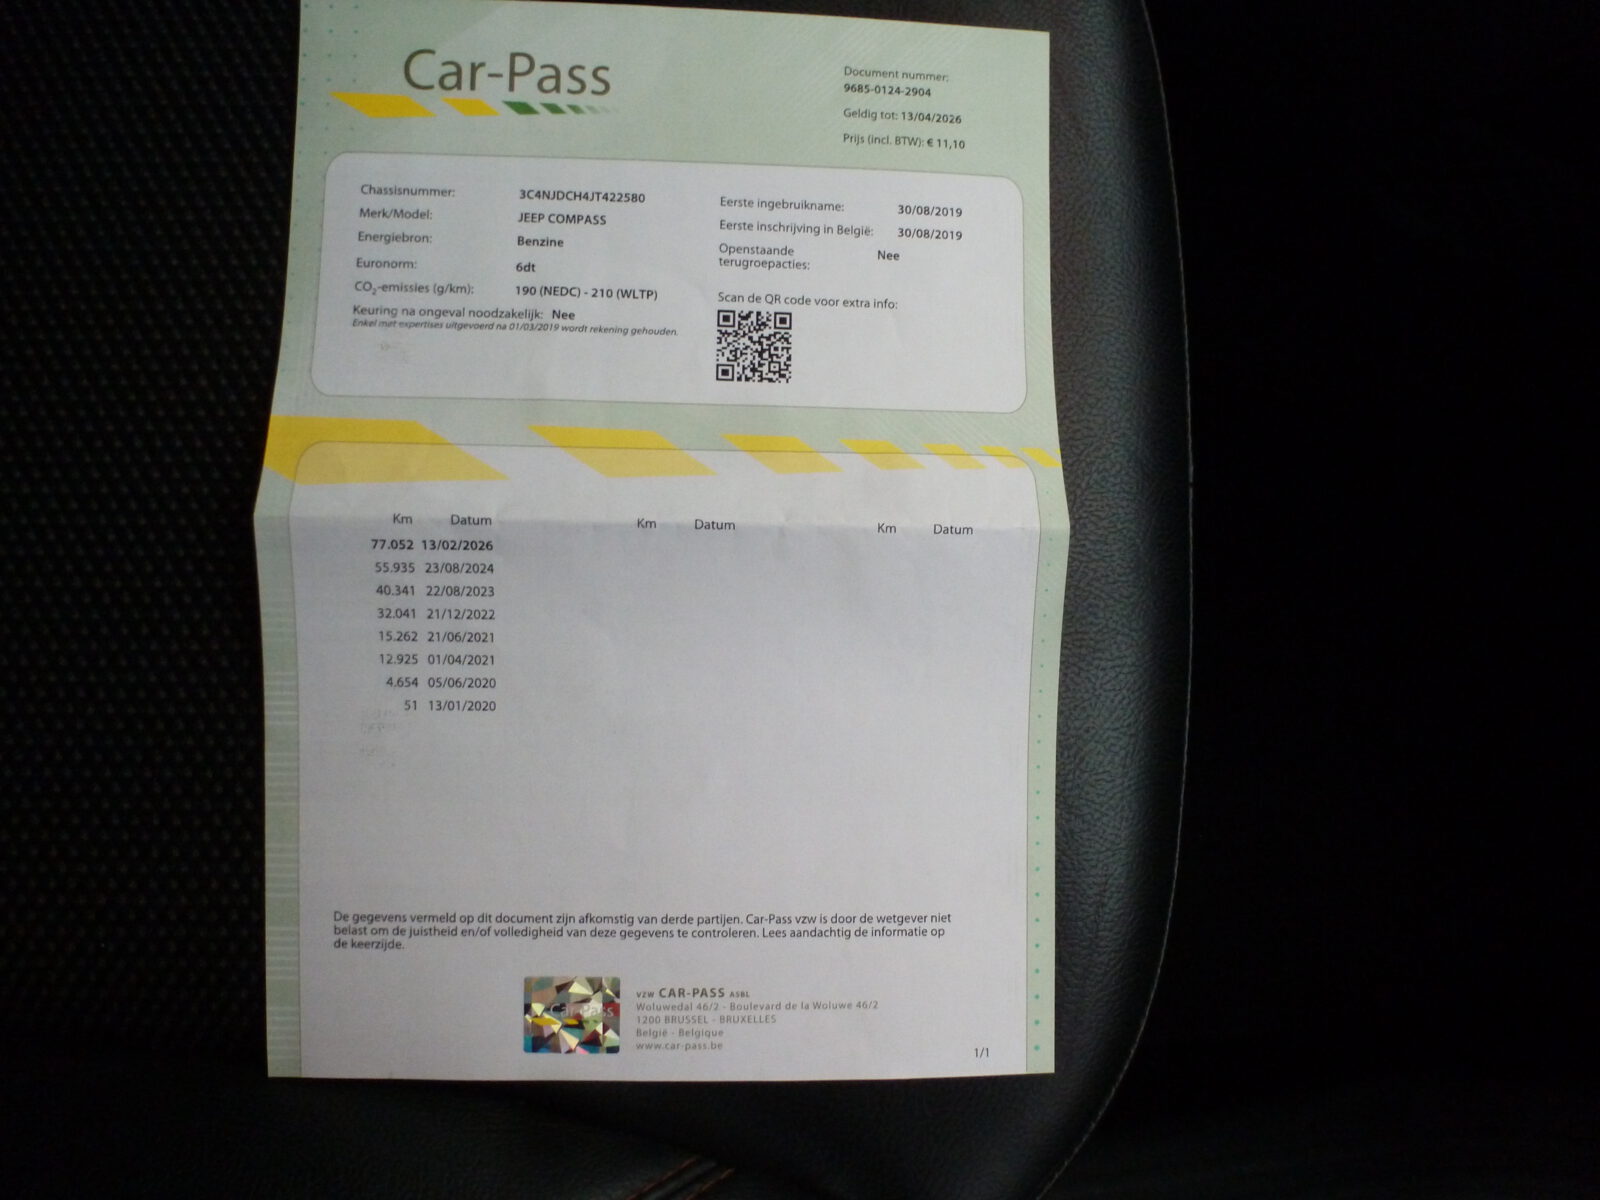 Car-Pass
Document nummer:
9685-0124-2904
Geldig tot: 13/04/2026
Prijs (incl. BTW): € 11,10
Chassisnummer: 3C4NJDCH4JT422580
Merk/Model: JEEP COMPASS
Energiebron: Benzine
Euronorm: 6dt
CO2-emissies (g/km): 190 (NEDC) - 210 (WLTP)
Keuring na ongeval noodzakelijk: Nee
Enkel met expertises uitgevoerd na 01/03/2019 wordt rekening gehouden.
Eerste ingebruikname: 30/08/2019
Eerste inschrijving in België: 30/08/2019
Openstaande
terugroepacties: Nee
Scan de QR code voor extra info:
Km Datum Km Datum Km Datum
77.052 13/02/2026
55.935 23/08/2024
40.341 22/08/2023
32.041 21/12/2022
15.262 21/06/2021
12.925 01/04/2021
4.654 05/06/2020
51 13/01/2020
De gegevens vermeld op dit document zijn afkomstig van derde partijen. Car-Pass vzw is door de wetgever niet
belast om de juistheid en/of volledigheid van deze gegevens te controleren. Lees aandachtig de informatie op
de keerzijde.
Car-Pass
VZW CAR-PASS ASBL
Woluwedal 46/2 - Boulevard de la Woluwe 46/2
1200 BRUSSEL - BRUXELLES
België - Belgique
www.car-pass.be
1/1